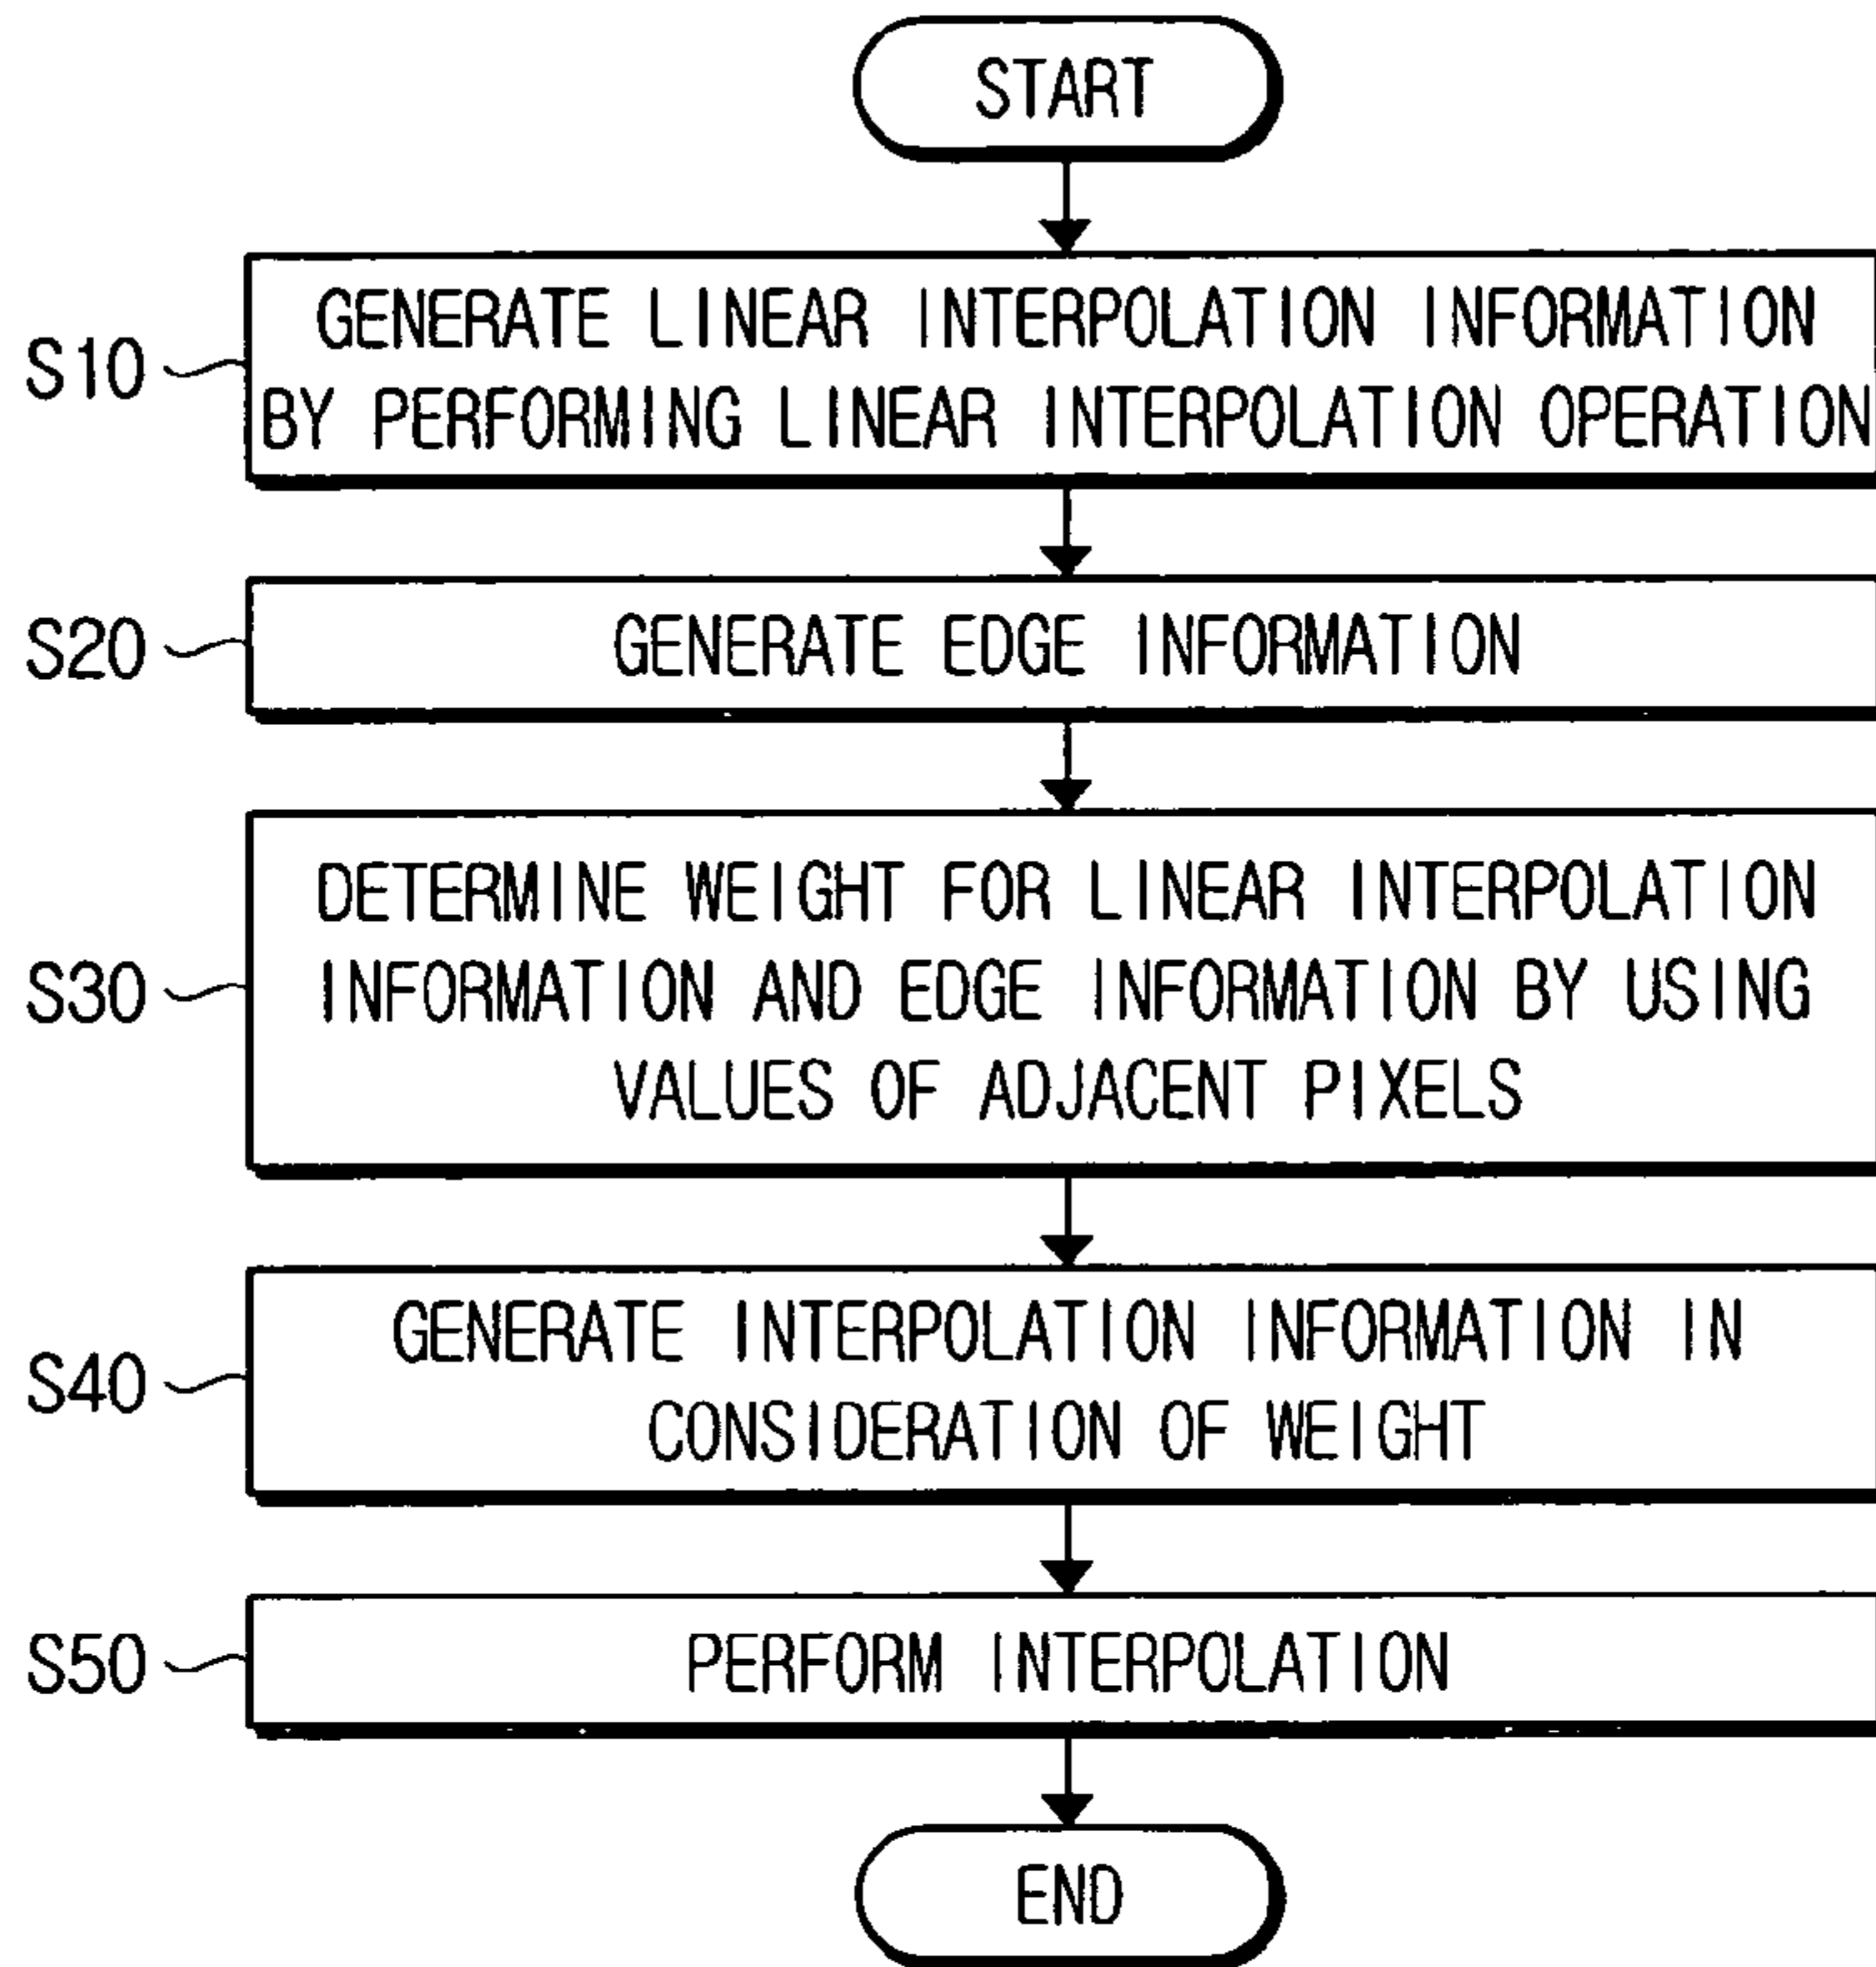 START
S10
GENERATE LINEAR INTERPOLATION INFORMATION
BY PERFORMING LINEAR INTERPOLATION OPERATION
S20
GENERATE EDGE INFORMATION
S30
DETERMINE WEIGHT FOR LINEAR INTERPOLATION
INFORMATION AND EDGE INFORMATION BY USING
VALUES OF ADJACENT PIXELS
S40
GENERATE INTERPOLATION INFORMATION IN
CONSIDERATION OF WEIGHT
S50
PERFORM INTERPOLATION
END